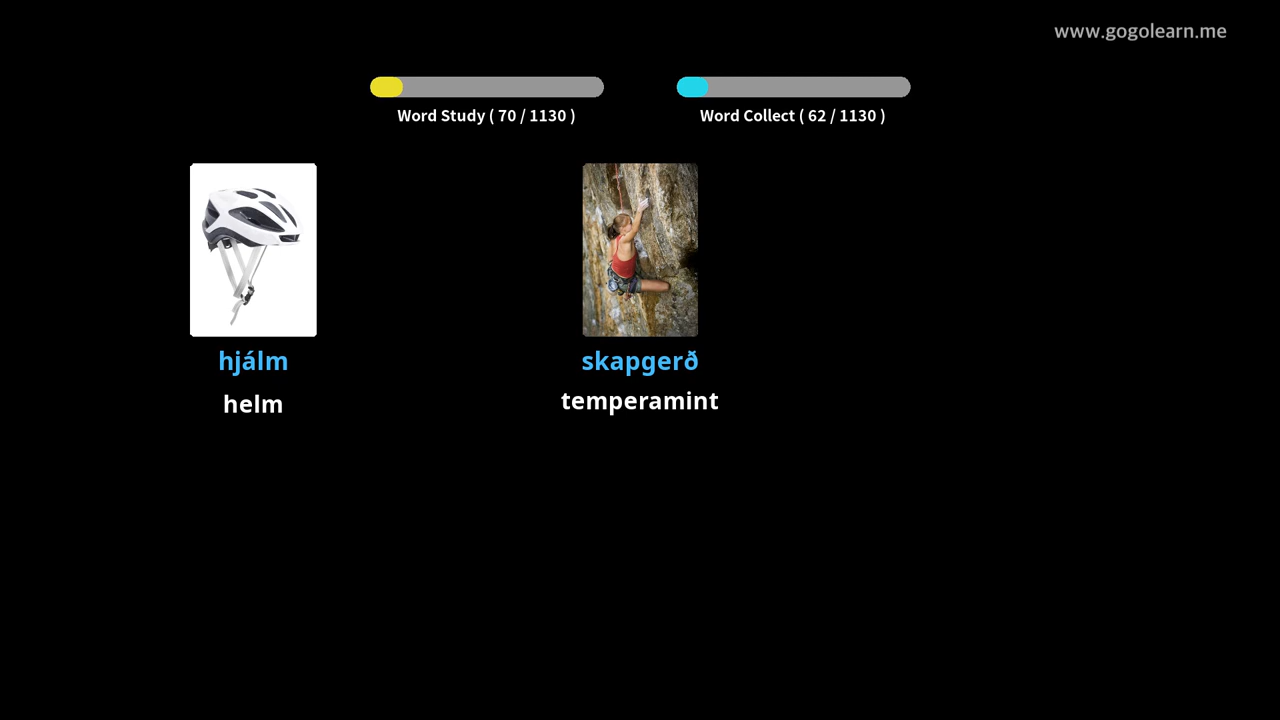 www.gogolearn.me
Word Study ( 70 / 1130 )
Word Collect ( 62 / 1130 )
hjálm
helm
skapgerð
temperamint